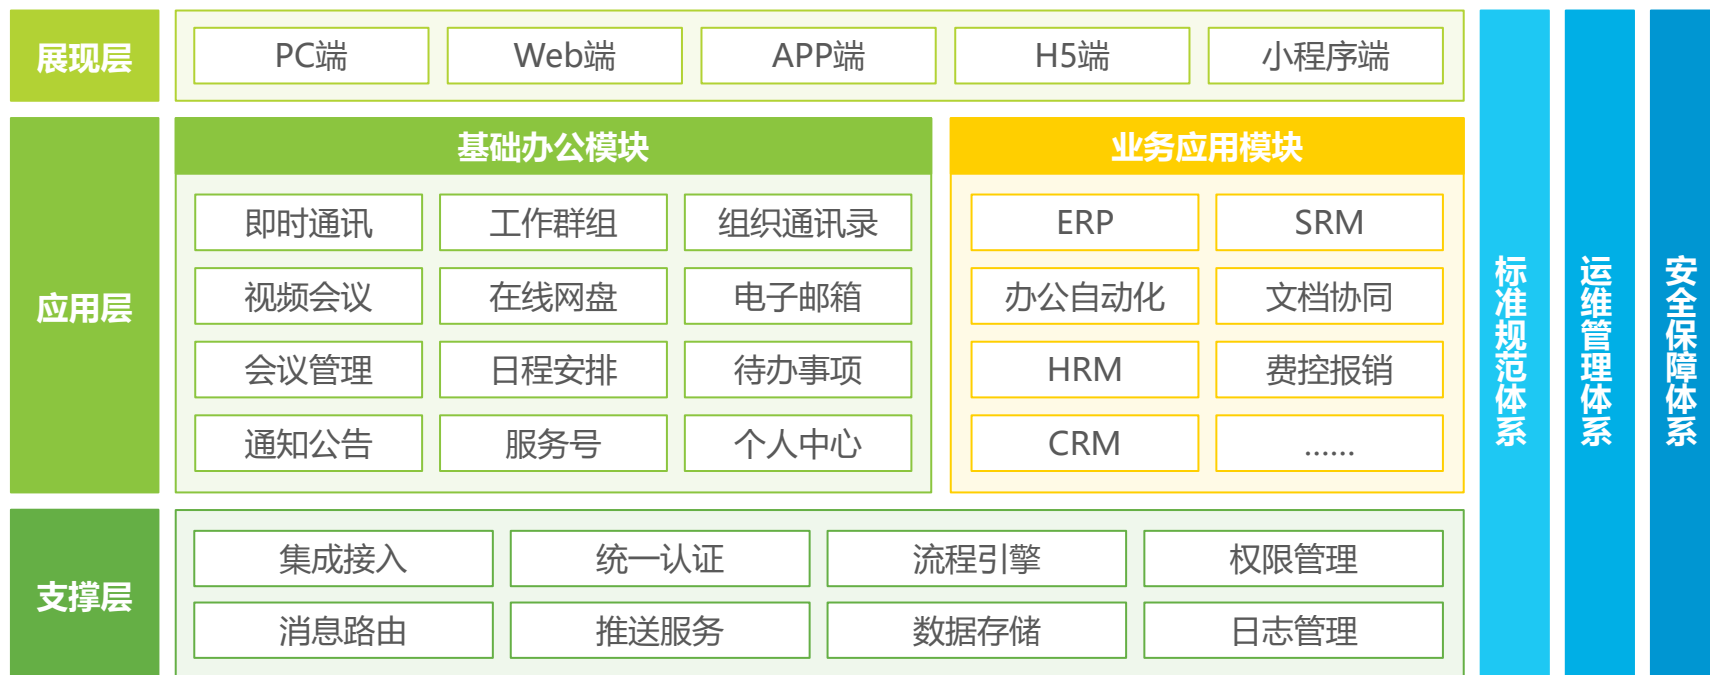 展现层
PC端
Web端
APP端
H5端
小程序端
应用层
基础办公模块
即时通讯
工作群组
组织通讯录
视频会议
在线网盘
电子邮箱
会议管理
日程安排
待办事项
通知公告
服务号
个人中心
业务应用模块
ERP
SRM
办公自动化
文档协同
HRM
费控报销
CRM
……
支撑层
集成接入
统一认证
流程引擎
权限管理
消息路由
推送服务
数据存储
日志管理
标准规范体系
运维管理体系
安全保障体系